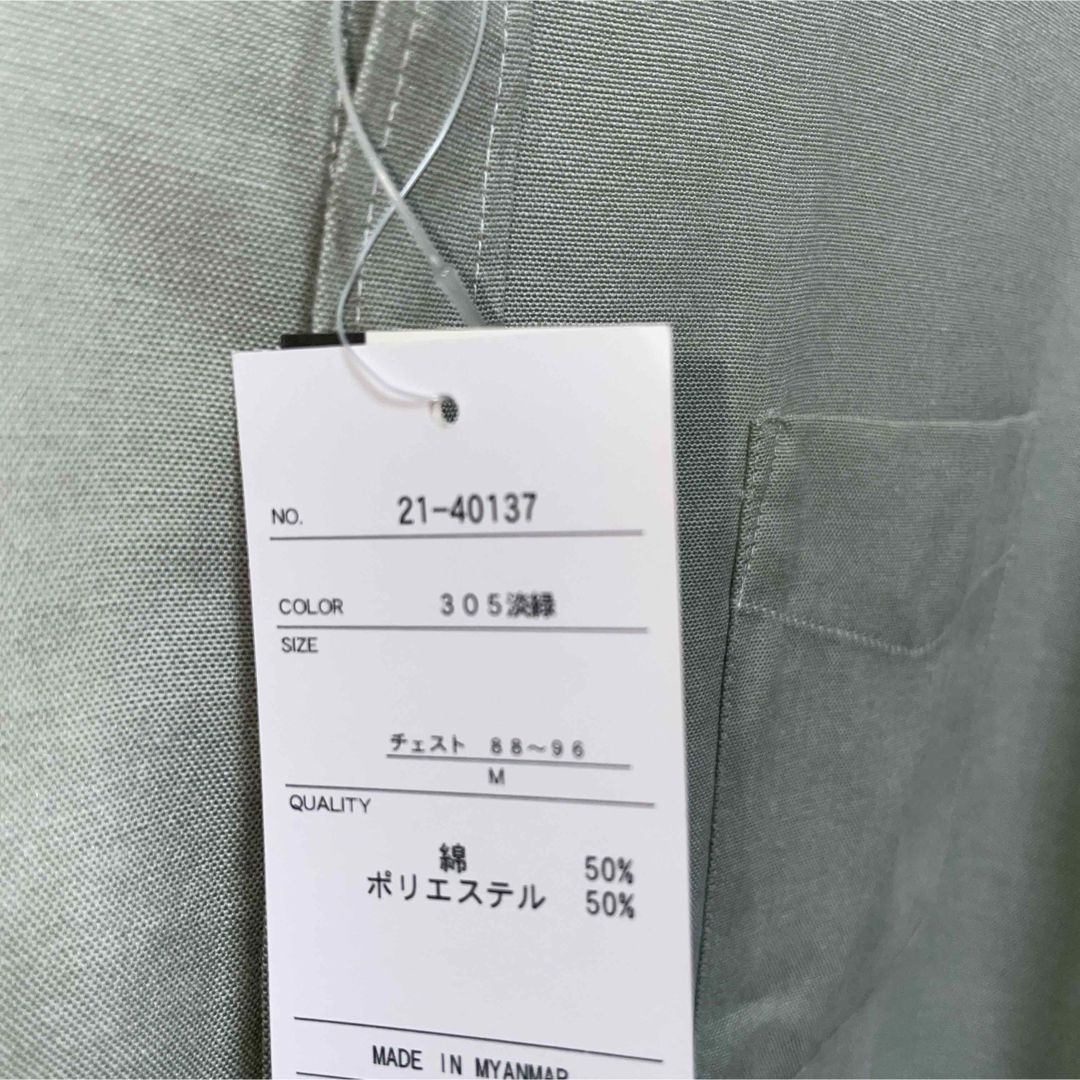 NO. 21-40137
COLOR 305淡緑
SIZE
チェスト 88~96
M
QUALITY
綿 50%
ポリエステル 50%
MADE IN MYANMAR